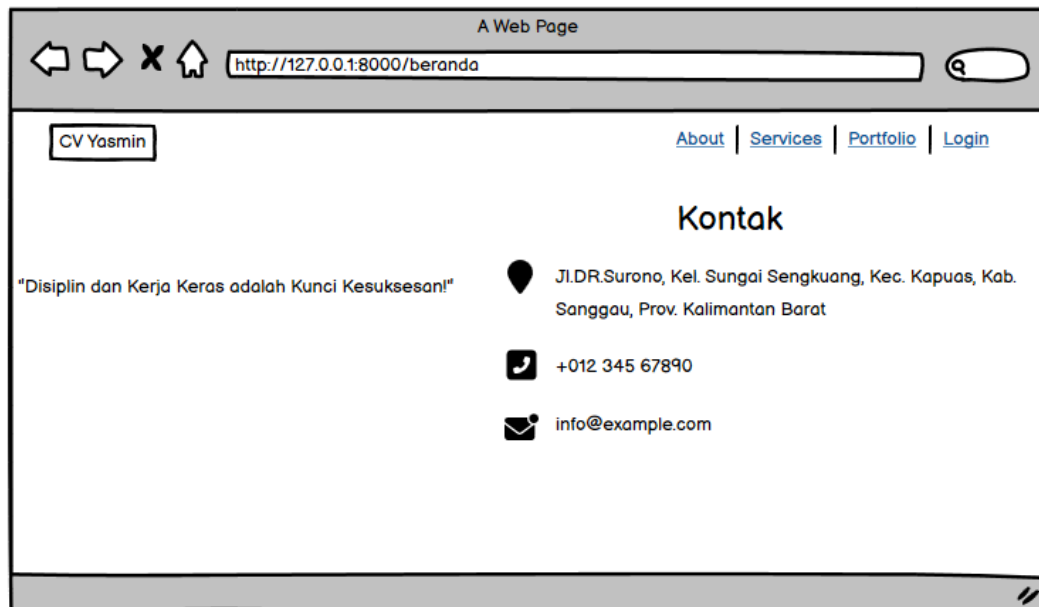 A Web Page
http://127.0.0.1:8000/beranda
CV Yasmin
About | Services | Portfolio | Login
Kontak
"Disiplin dan Kerja Keras adalah Kunci Kesuksesan!"
Jl.DR.Surono, Kel. Sungai Sengkuang, Kec. Kapuas, Kab.
Sanggau, Prov. Kalimantan Barat
+012 345 67890
info@example.com